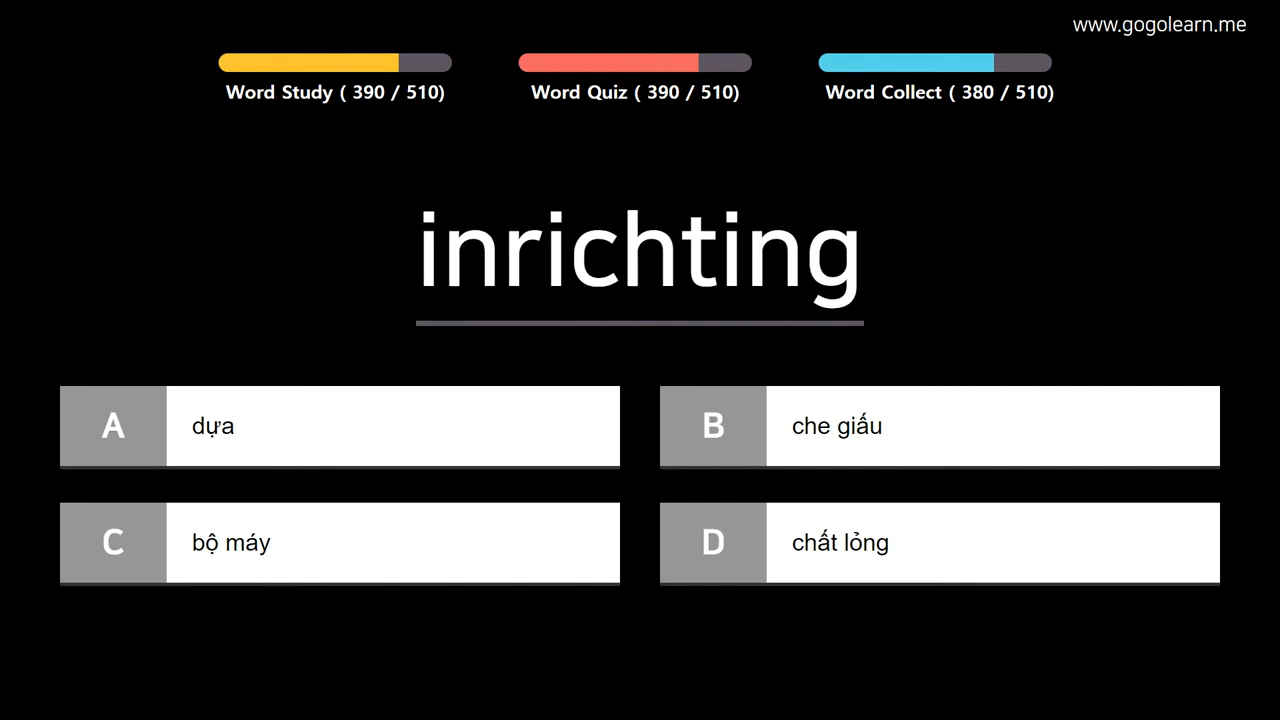 www.gogolearn.me
Word Study ( 390 / 510)
Word Quiz ( 390 / 510)
Word Collect ( 380 / 510)
inrichting
A dựa
B che giấu
C bộ máy
D chất lỏng